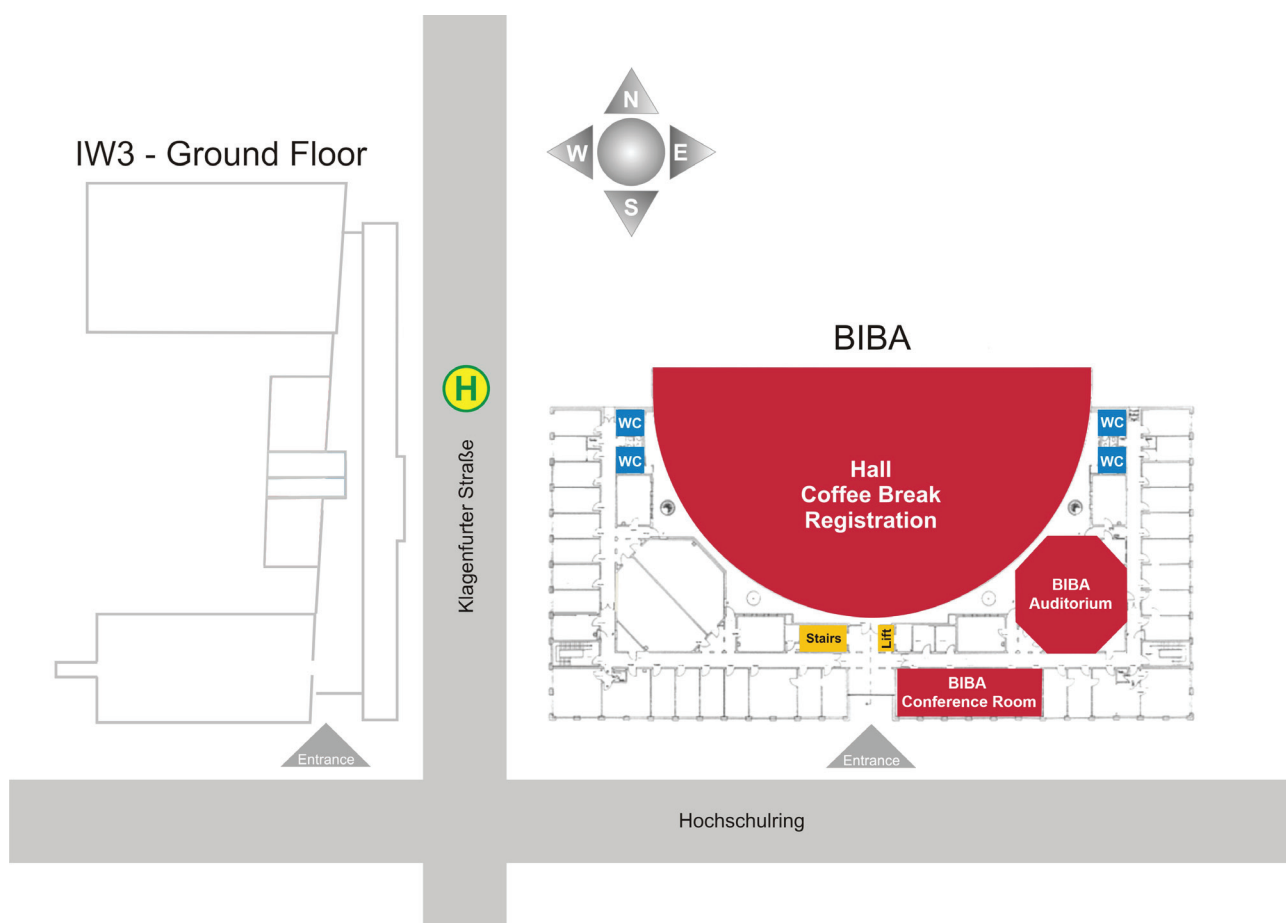 N
W
E
S
IW3 - Ground Floor
BIBA
H
Klagenfurter Straße
WC
WC
WC
WC
Hall
Coffee Break
Registration
BIBA
Auditorium
Stairs
Lift
BIBA
Conference Room
Entrance
Entrance
Hochschulring